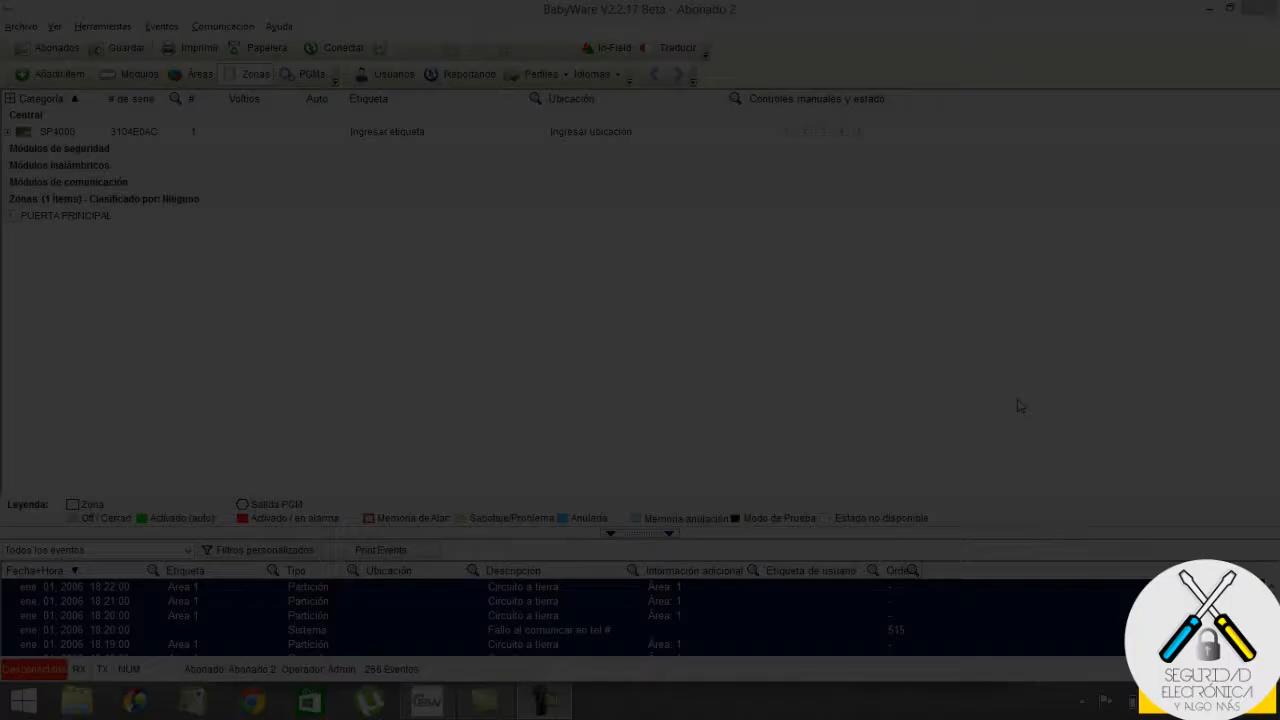 BabyWare V2.2.17 Beta - Abonado 2
Archivo Ver Herramientas Eventos Comunicación Ayuda
Abonados Guardar Imprimir Papelera Conectar In-Field Traducir
Añadir ítem Módulos Áreas Zonas PGMs Usuarios Reportando Perfiles Idiomas
Categoría # de serie # Voltios Auto Etiqueta Ubicación Controles manuales y estado
Central
SP4000 3104E0AC 1 Ingresar etiqueta Ingresar ubicación
Módulos de seguridad
Módulos inalámbricos
Módulos de comunicación
Zonas (1 ítems) - Clasificado por: Ninguno
PUERTA PRINCIPAL
Leyenda: Zona Salida PGM
Off / Cerrad Activado (auto) Activado / en alarma Memoria de Alar Sabotaje/Problema Anulada Memoria anulación Modo de Prueba Estado no disponible
Todos los eventos Filtros personalizados Print Events
Fecha+Hora Etiqueta Tipo Ubicación Descripcion Información adicional Etiqueta de usuario Orde
ene. 01, 2006 18:22:00 Área 1 Partición Circuito a tierra Área: 1 -
ene. 01, 2006 18:21:00 Área 1 Partición Circuito a tierra Área: 1 -
ene. 01, 2006 18:20:00 Área 1 Partición Circuito a tierra Área: 1 -
ene. 01, 2006 18:20:00 Sistema Fallo al comunicar en tel # 515
ene. 01, 2006 18:19:00 Área 1 Partición Circuito a tierra Área: 1 -
Desconectado RX TX NUM Abonado: Abonado 2 Operador: Admin 256 Eventos
SEGURIDAD
ELECTRÓNICA
Y ALGO MÁS